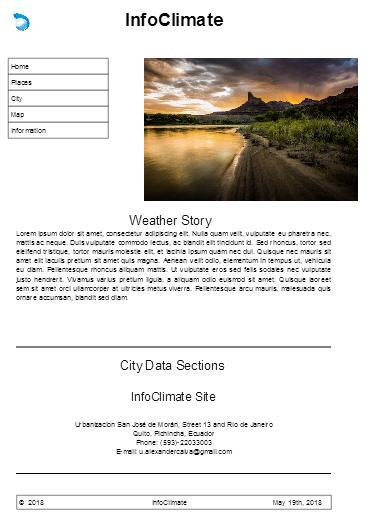 InfoClimate
Home
Places
City
Map
Information
Weather Story
Lorem ipsum dolor sit amet, consectetur adipiscing elit. Nulla quam velit, vulputate eu pharetra nec,
mattis ac neque. Duis vulputate commodo lectus, ac blandit elit tincidunt id. Sed rhoncus, tortor sed
eleifend tristique, tortor mauris molestie elit, et lacinia ipsum quam nec dui. Quisque nec mauris sit
amet elit iaculis pretium sit amet quis magna. Aenean velit odio, elementum in tempus ut, vehicula
eu diam. Pellentesque rhoncus aliquam mattis. Ut vulputate eros sed felis sodales nec vulputate
justo hendrerit. Vivamus varius pretium ligula, a aliquam odio euismod sit amet. Quisque laoreet
sem sit amet orci ullamcorper at ultricies metus viverra. Pellentesque arcu mauris, malesuada quis
ornare accumsan, blandit sed diam.
City Data Sections
InfoClimate Site
Urbanizacion San José de Morán, Street 13 and Rio de Janeiro
Quito, Pichincha, Ecuador
Phone: (593)-22033003
E-mail: u.alexandercalva@gmail.com
© 2018 InfoClimate May 19th, 2018